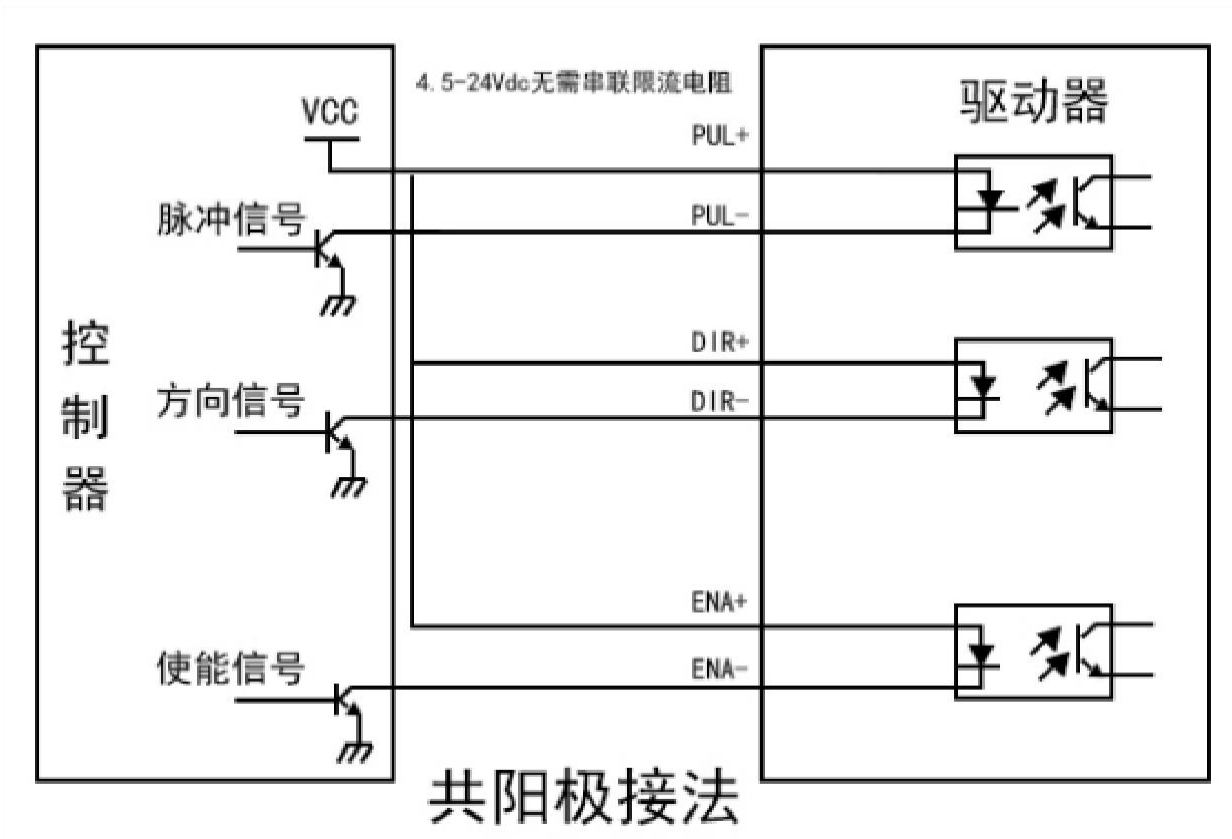 4.5-24Vdc无需串联限流电阻
驱动器
VCC
PUL+
脉冲信号
PUL-
控制器
DIR+
方向信号
DIR-
ENA+
使能信号
ENA-
共阳极接法